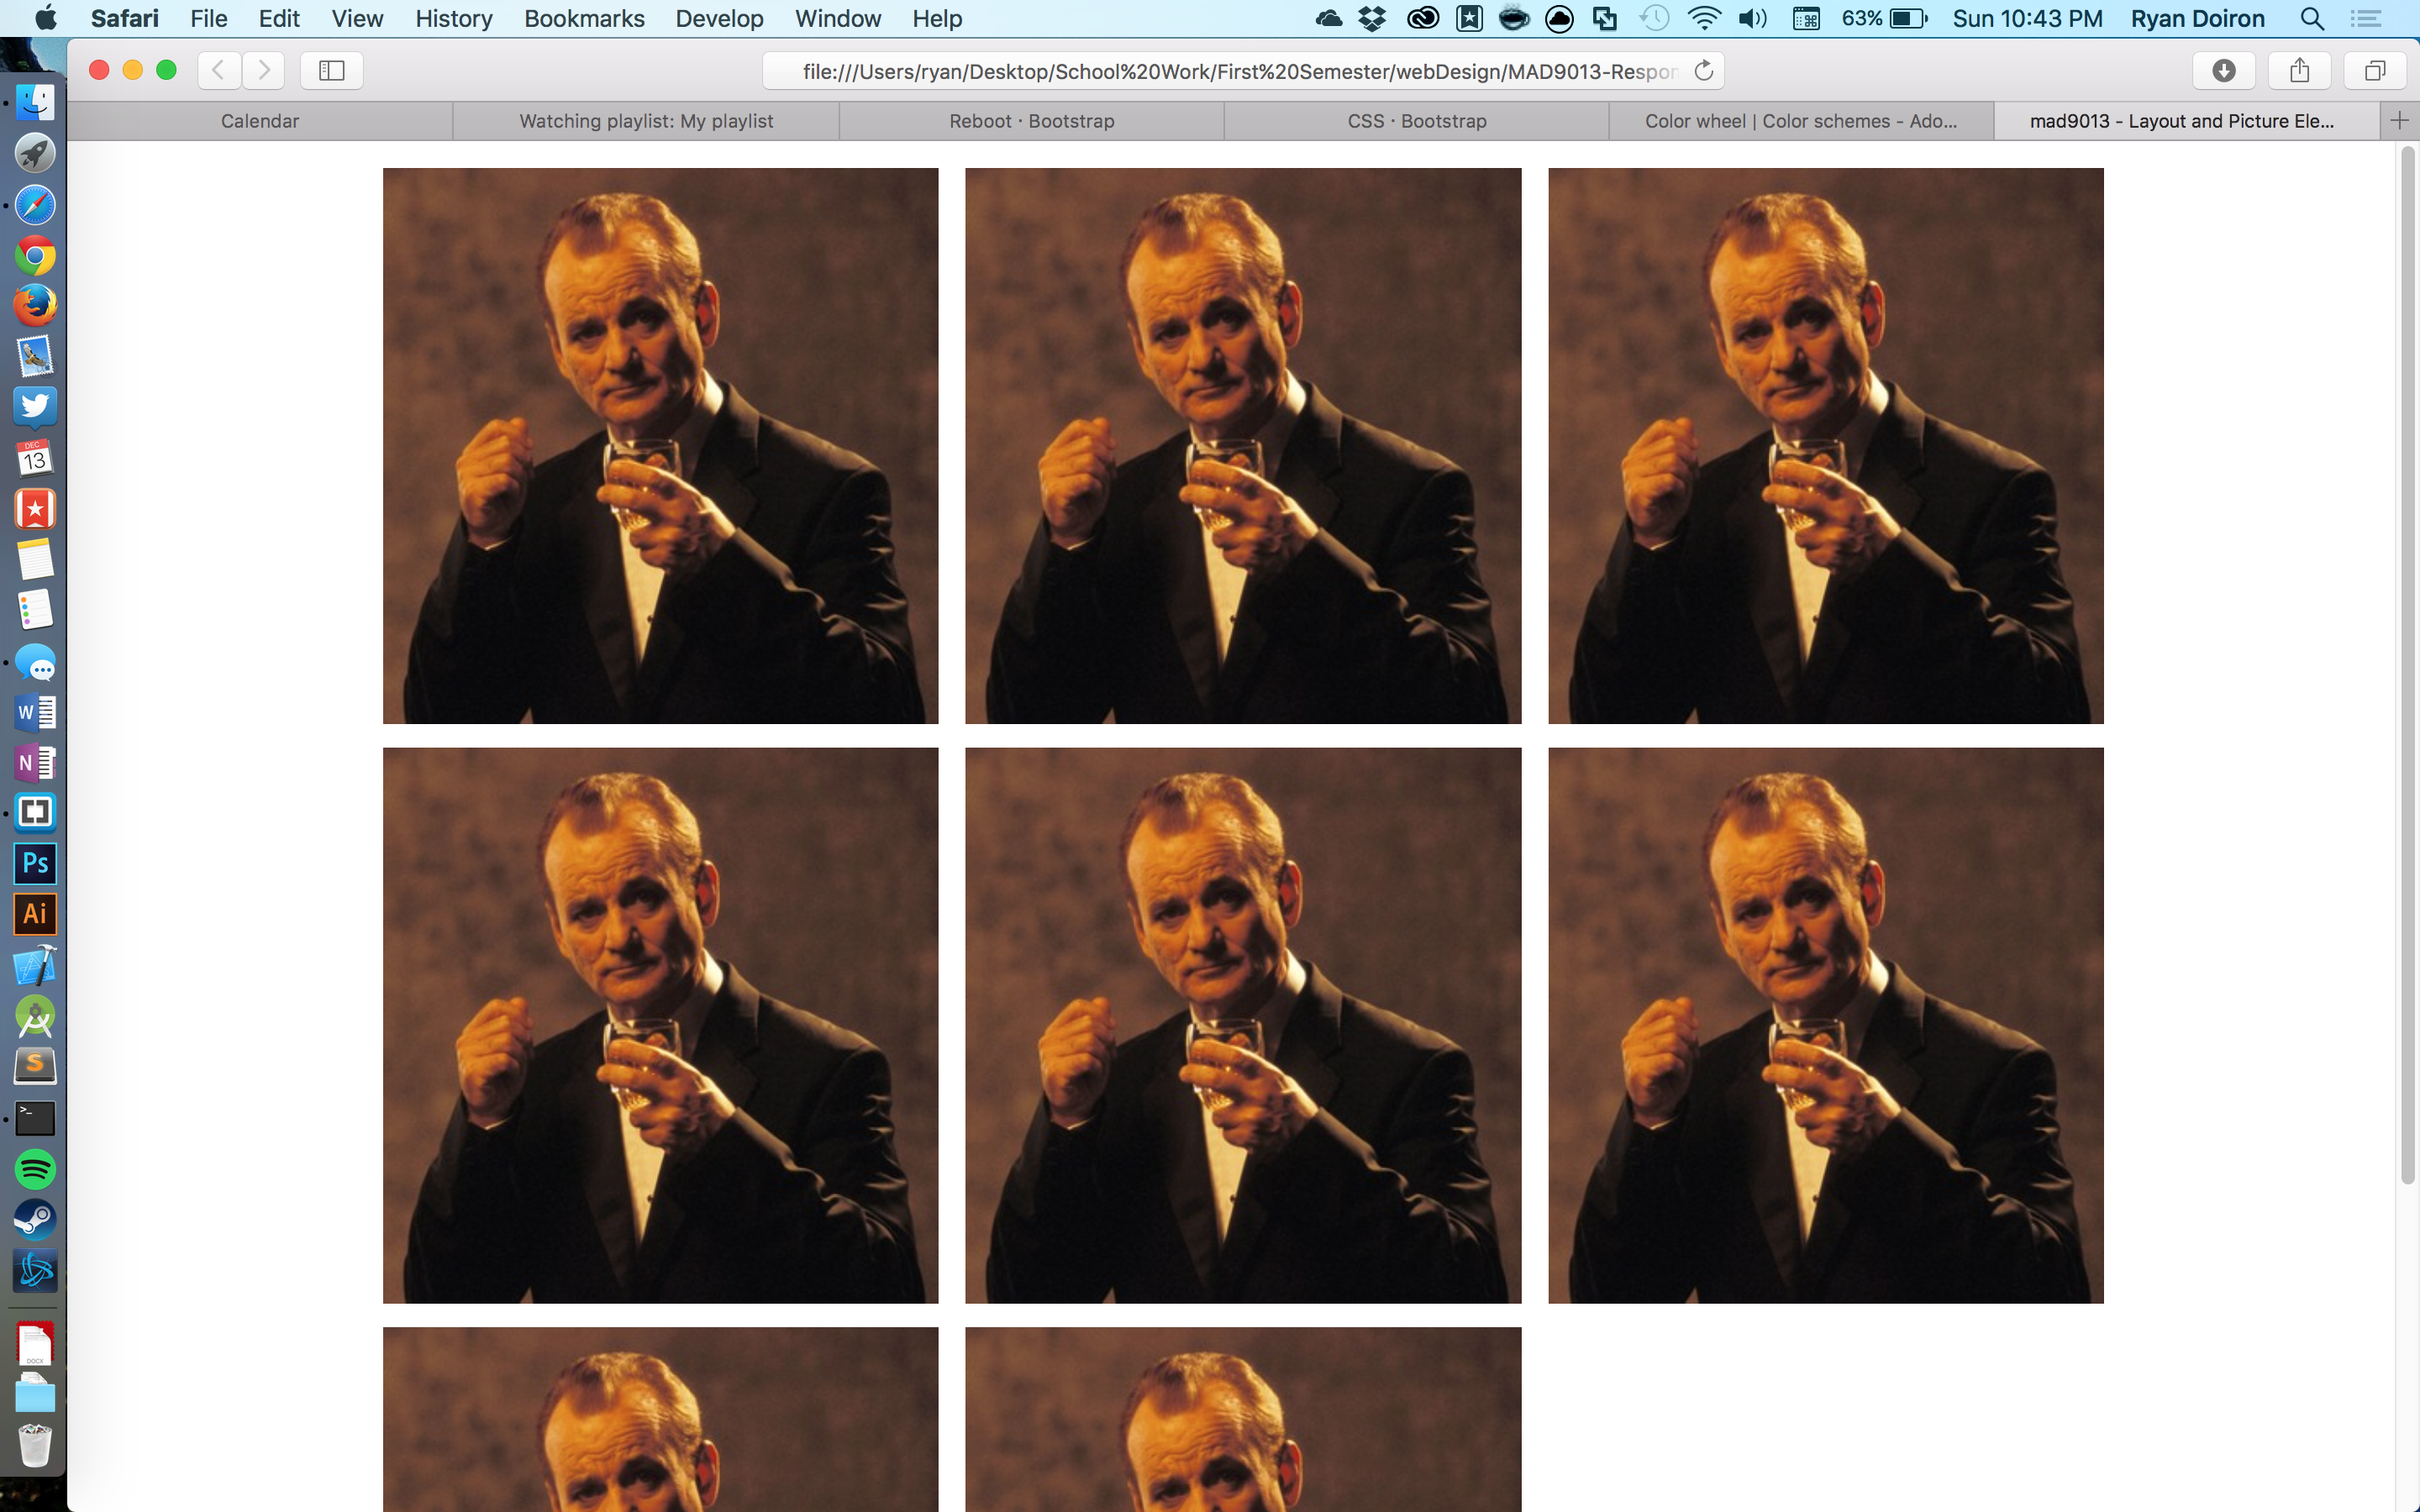 Safari File Edit View History Bookmarks Develop Window Help 63% Sun 10:43 PM Ryan Doiron
file:///Users/ryan/Desktop/School%20Work/First%20Semester/webDesign/MAD9013-Respon
Calendar Watching playlist: My playlist Reboot · Bootstrap CSS · Bootstrap Color wheel | Color schemes - Ado... mad9013 - Layout and Picture Ele...
DEC
13
W
N
Ps
Ai
S
>_
DOCX